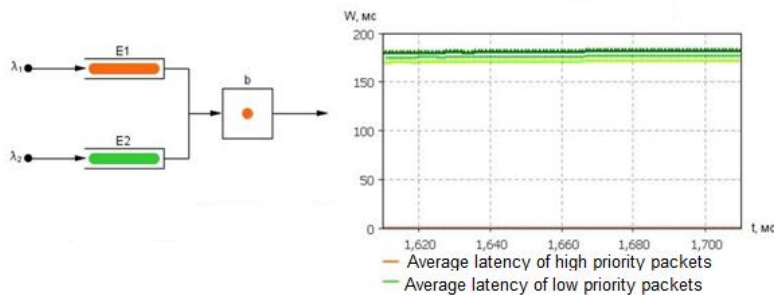 E1
λ₁
b
E2
λ₂
W, мс
200
150
100
50
0
1,620
1,640
1,660
1,680
1,700
t, мс
Average latency of high priority packets
Average latency of low priority packets